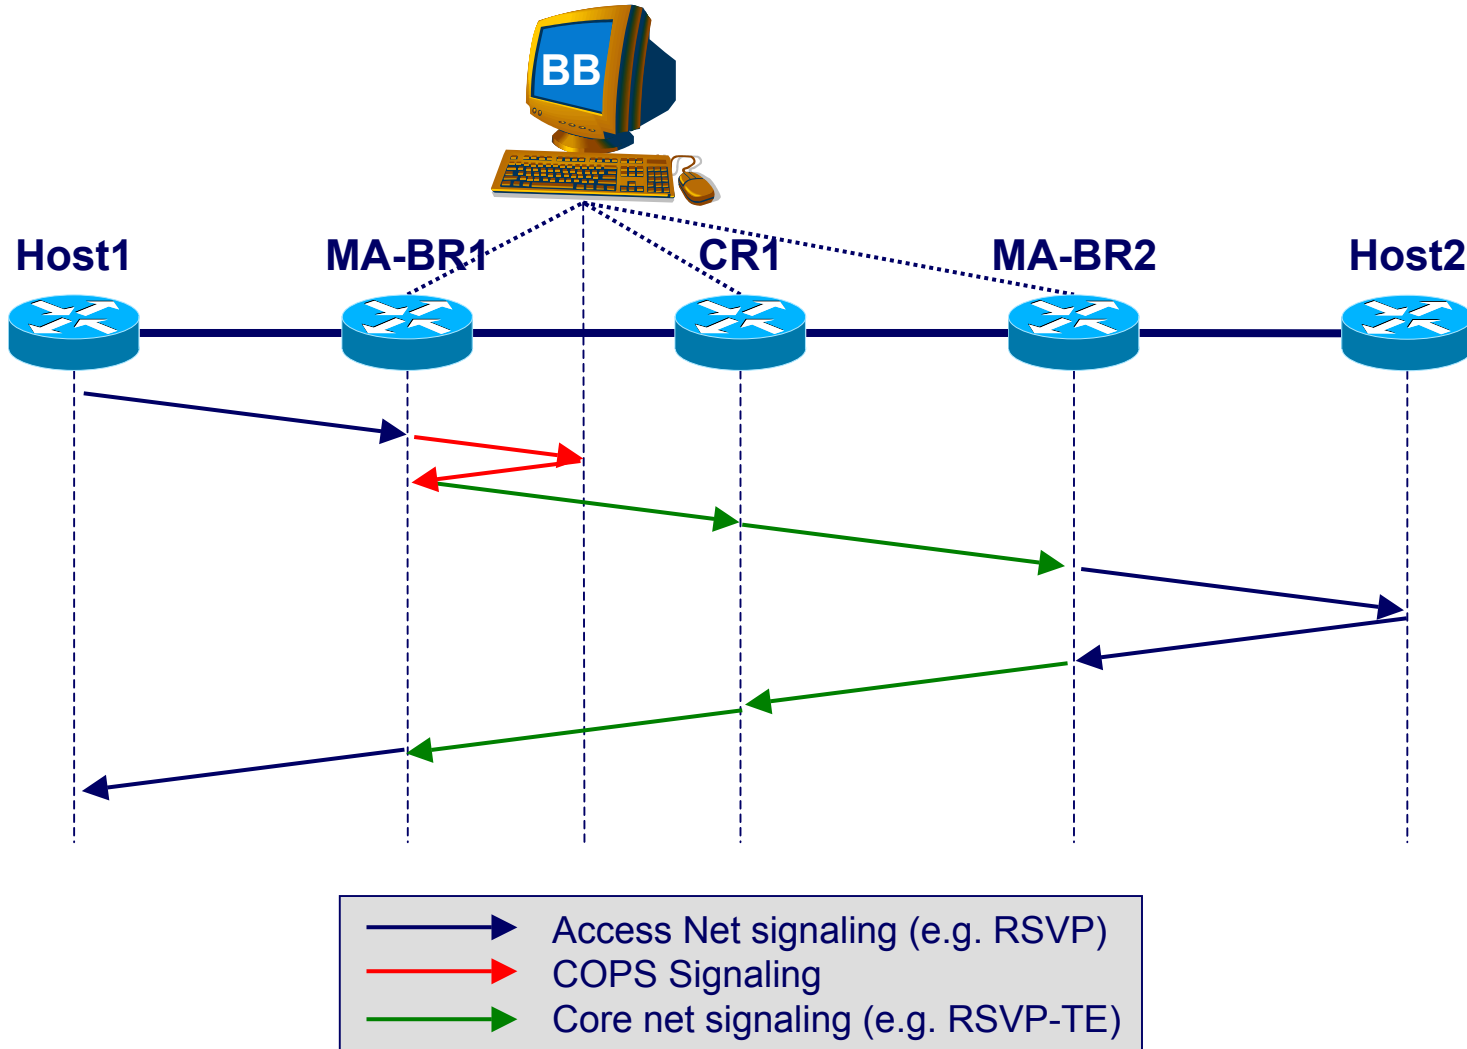 BB
Host1 MA-BR1 CR1 MA-BR2 Host2
Access Net signaling (e.g. RSVP)
COPS Signaling
Core net signaling (e.g. RSVP-TE)